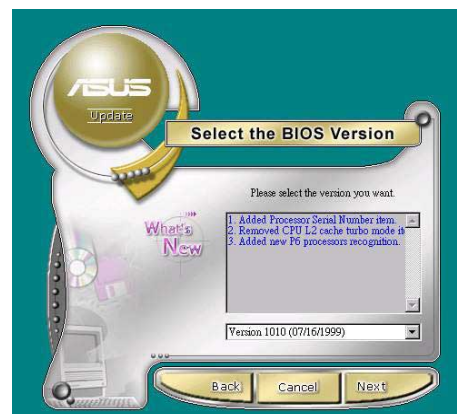 ASUS
Update
Select the BIOS Version
Please select the version you want.
What's
New
1. Added Processor Serial Number item.
2. Removed CPU L2 cache turbo mode it
3. Added new P6 processors recognition.
Version 1010 (07/16/1999)
Back
Cancel
Next